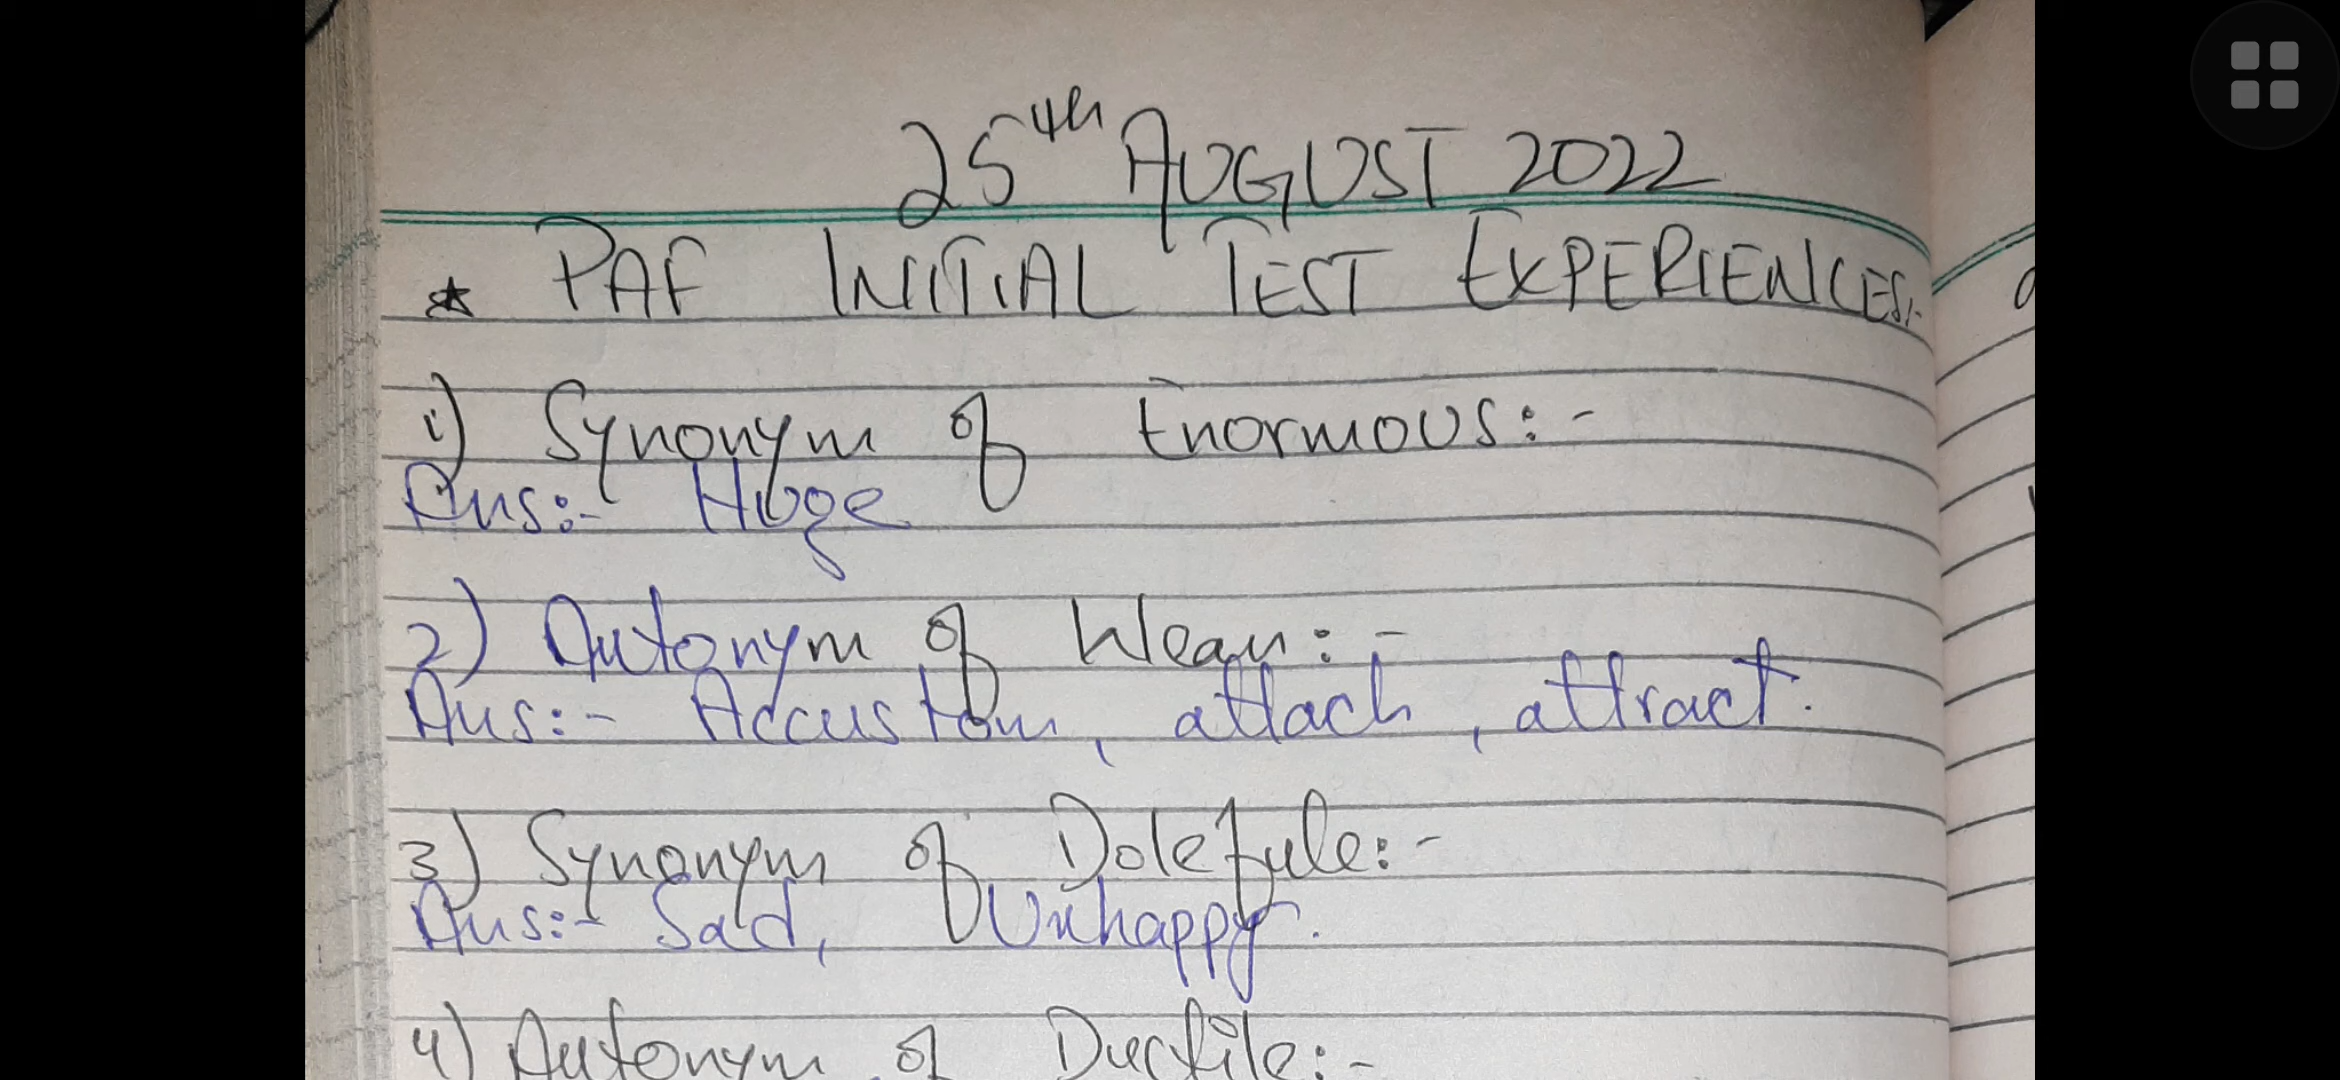 25th AUGUST 2022
* PAF INITIAL TEST EXPERIENCES:
1) Synonym of Enormous:-
Ans:- Huge
2) Antonym of Wean:-
Ans:- Accustom, attach, attract.
3) Synonym of Dolefule:-
Ans:- Sad, Unhappy.
4) Antonym of Ductile:-